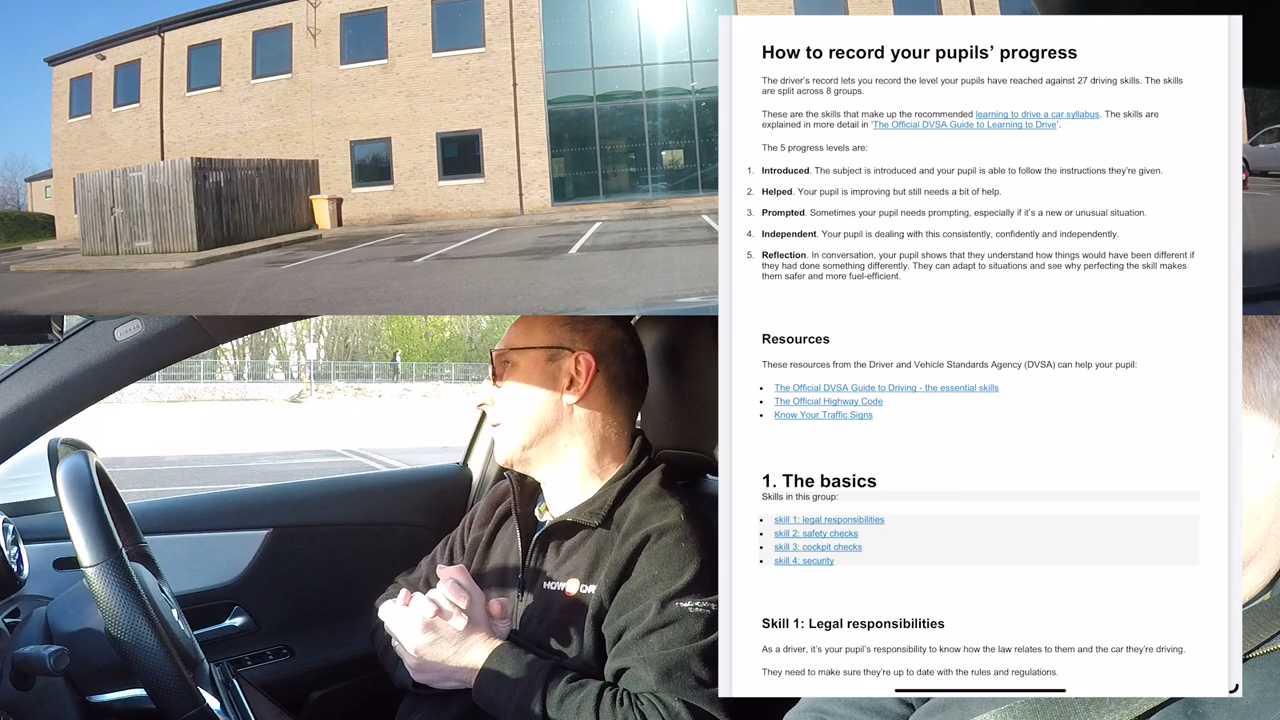 How to record your pupils' progress
The driver's record lets you record the level your pupils have reached against 27 driving skills. The skills
are split across 8 groups.
These are the skills that make up the recommended learning to drive a car syllabus. The skills are
explained in more detail in 'The Official DVSA Guide to Learning to Drive'.
The 5 progress levels are:
1. Introduced. The subject is introduced and your pupil is able to follow the instructions they're given.
2. Helped. Your pupil is improving but still needs a bit of help.
3. Prompted. Sometimes your pupil needs prompting, especially if it's a new or unusual situation.
4. Independent. Your pupil is dealing with this consistently, confidently and independently.
5. Reflection. In conversation, your pupil shows that they understand how things would have been different if
they had done something differently. They can adapt to situations and see why perfecting the skill makes
them safer and more fuel-efficient.
Resources
These resources from the Driver and Vehicle Standards Agency (DVSA) can help your pupil:
• The Official DVSA Guide to Driving - the essential skills
• The Official Highway Code
• Know Your Traffic Signs
1. The basics
Skills in this group:
• skill 1: legal responsibilities
• skill 2: safety checks
• skill 3: cockpit checks
• skill 4: security
Skill 1: Legal responsibilities
As a driver, it's your pupil's responsibility to know how the law relates to them and the car they're driving.
They need to make sure they're up to date with the rules and regulations.
AIRBAG